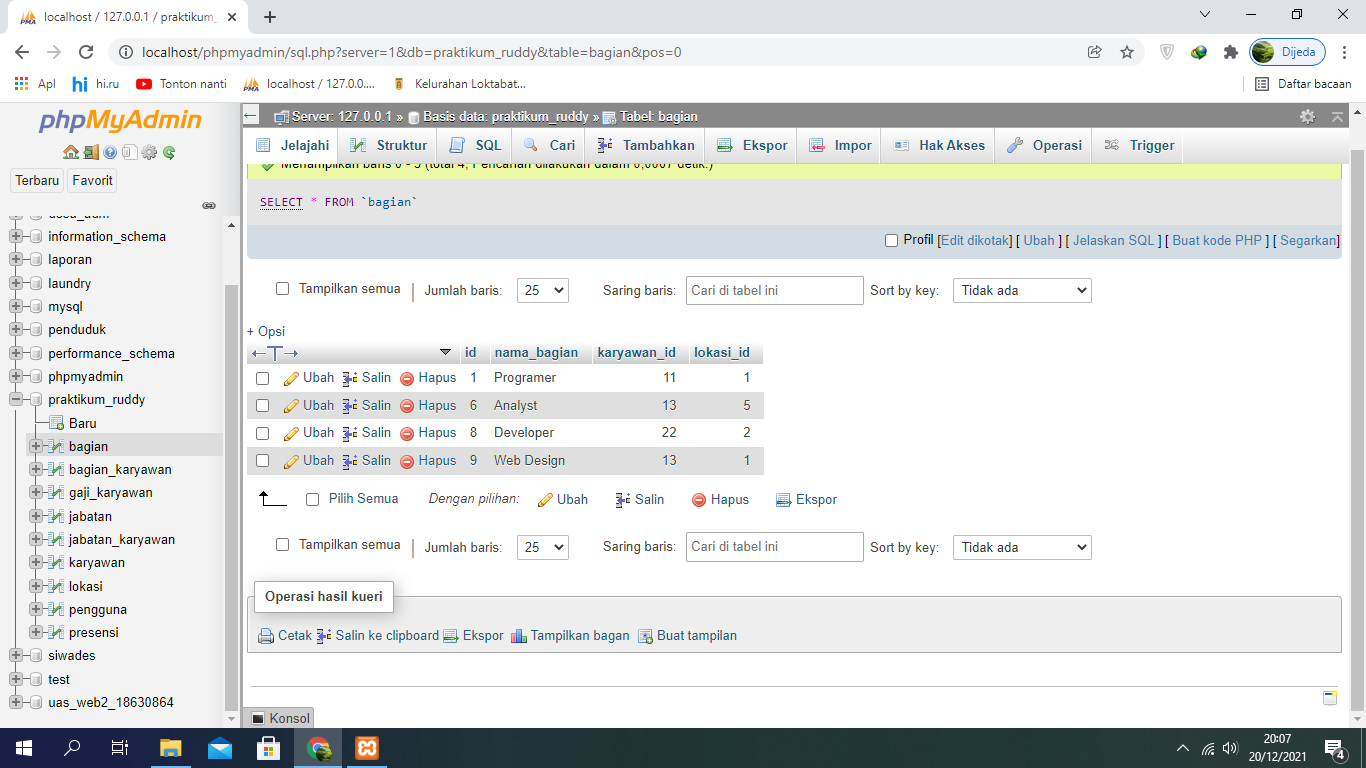 localhost / 127.0.0.1 / praktikum_
localhost/phpmyadmin/sql.php?server=1&db=praktikum_ruddy&table=bagian&pos=0
Dijeda
Apl
hi hi.ru
Tonton nanti
localhost / 127.0.0....
Kelurahan Loktabat...
Daftar bacaan
phpMyAdmin
Terbaru Favorit
information_schema
laporan
laundry
mysql
penduduk
performance_schema
phpmyadmin
praktikum_ruddy
Baru
bagian
bagian_karyawan
gaji_karyawan
jabatan
jabatan_karyawan
karyawan
lokasi
pengguna
presensi
siwades
test
uas_web2_18630864
Server: 127.0.0.1 » Basis data: praktikum_ruddy » Tabel: bagian
Jelajahi Struktur SQL Cari Tambahkan Ekspor Impor Hak Akses Operasi Trigger
Menampilkan baris 0 - 3 (total 4, Pencarian dilakukan dalam 0,0007 detik.)
SELECT * FROM `bagian`
Profil [Edit dikotak] [ Ubah ] [ Jelaskan SQL ] [ Buat kode PHP ] [ Segarkan]
Tampilkan semua | Jumlah baris: 25 Saring baris: Cari di tabel ini Sort by key: Tidak ada
+ Opsi
←T→ id nama_bagian karyawan_id lokasi_id
Ubah Salin Hapus 1 Programer 11 1
Ubah Salin Hapus 6 Analyst 13 5
Ubah Salin Hapus 8 Developer 22 2
Ubah Salin Hapus 9 Web Design 13 1
Pilih Semua Dengan pilihan: Ubah Salin Hapus Ekspor
Tampilkan semua | Jumlah baris: 25 Saring baris: Cari di tabel ini Sort by key: Tidak ada
Operasi hasil kueri
Cetak Salin ke clipboard Ekspor Tampilkan bagan Buat tampilan
Konsol
20:07
20/12/2021
4